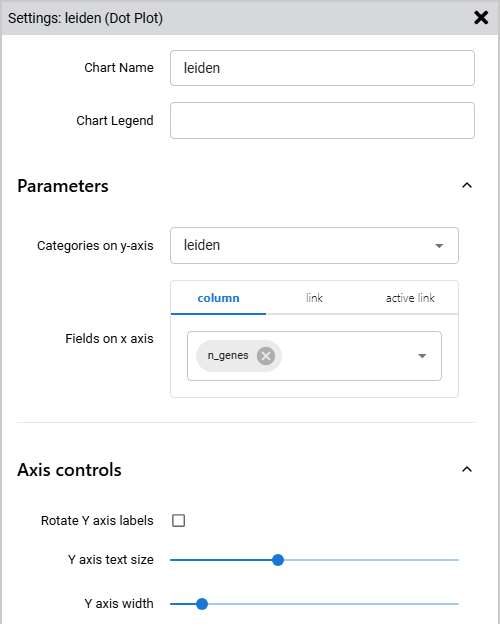 Settings: leiden (Dot Plot)
Chart Name leiden
Chart Legend
Parameters
Categories on y-axis leiden
column link active link
Fields on x axis
n_genes
Axis controls
Rotate Y axis labels
Y axis text size
Y axis width